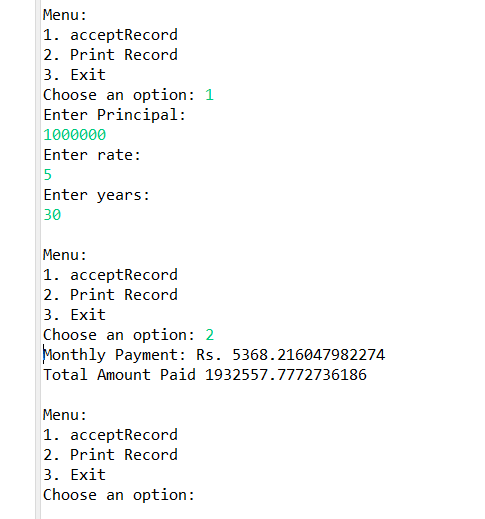 Menu:
1. acceptRecord
2. Print Record
3. Exit
Choose an option: 1
Enter Principal:
1000000
Enter rate:
5
Enter years:
30
Menu:
1. acceptRecord
2. Print Record
3. Exit
Choose an option: 2
Monthly Payment: Rs. 5368.216047982274
Total Amount Paid 1932557.7772736186
Menu:
1. acceptRecord
2. Print Record
3. Exit
Choose an option: